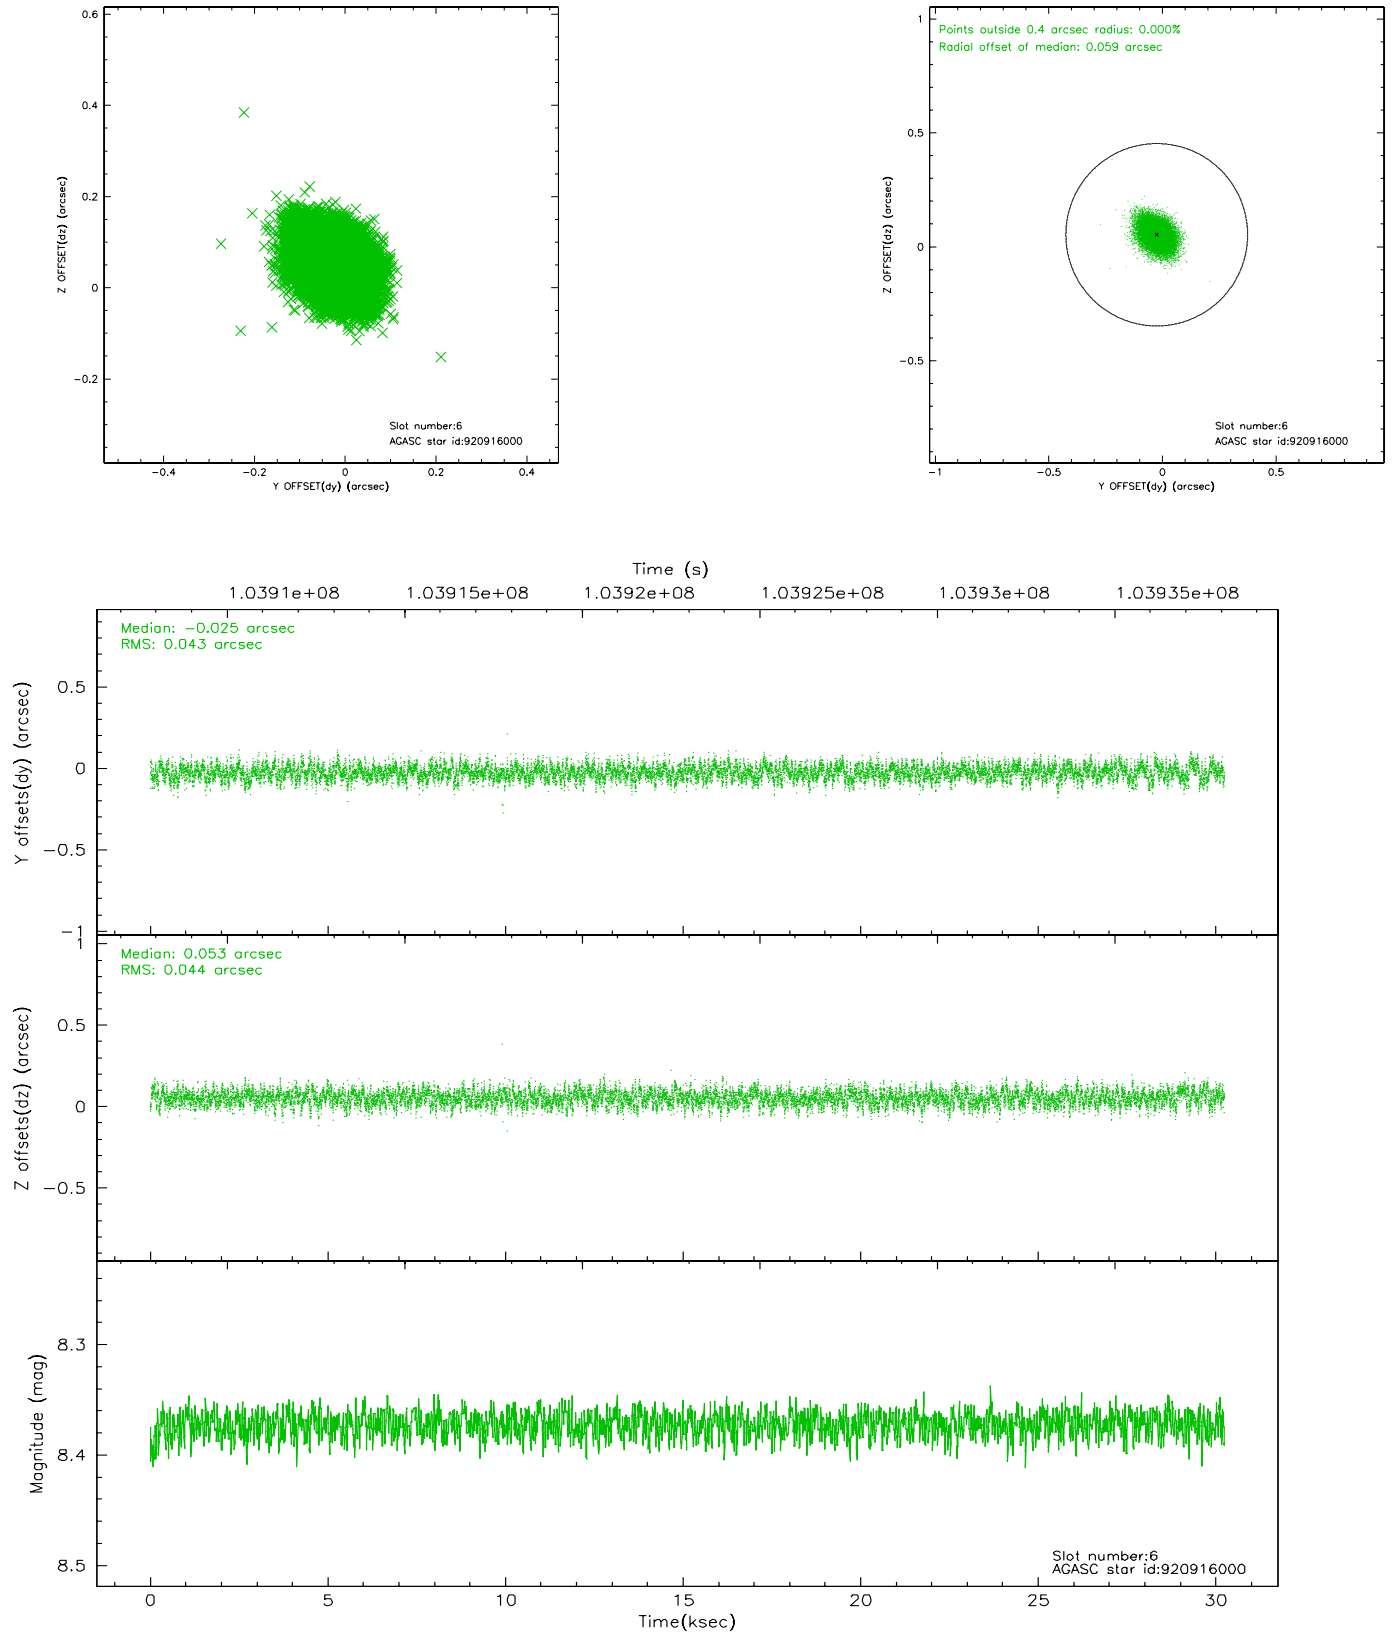 0.6
0.4
0.2
0
−0.2
Z OFFSET(dz) (arcsec)
Slot number:6
AGASC star id:920916000
−0.4 −0.2 0 0.2 0.4
Y OFFSET(dy) (arcsec)
Points outside 0.4 arcsec radius: 0.000%
Radial offset of median: 0.059 arcsec
1
0.5
0
−0.5
Z OFFSET(dz) (arcsec)
Slot number:6
AGASC star id:920916000
−1 −0.5 0 0.5
Y OFFSET(dy) (arcsec)
Time (s)
1.0391e+08 1.03915e+08 1.0392e+08 1.03925e+08 1.0393e+08 1.03935e+08
Median: −0.025 arcsec
RMS: 0.043 arcsec
0.5
0
−0.5
−1
Y offsets(dy) (arcsec)
Median: 0.053 arcsec
RMS: 0.044 arcsec
1
0.5
0
−0.5
Z offsets(dz) (arcsec)
8.3
8.4
8.5
Magnitude (mag)
Slot number:6
AGASC star id:920916000
0 5 10 15 20 25 30
Time(ksec)